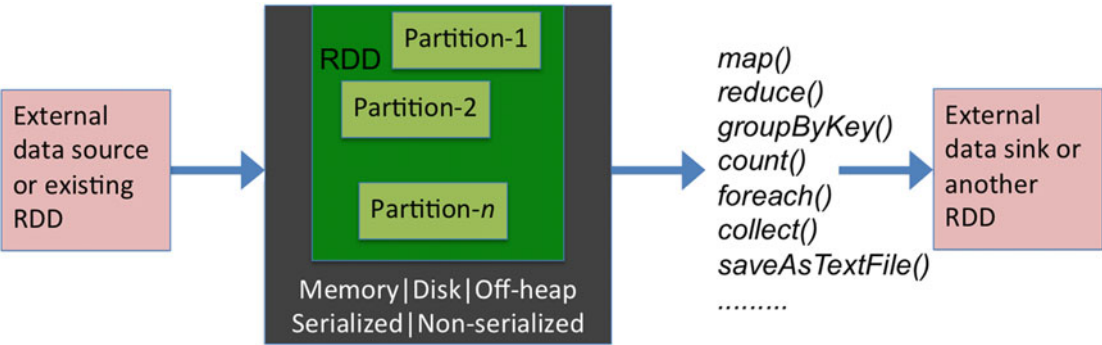 External
data source
or existing
RDD
RDD
Partition-1
Partition-2
Partition-n
Memory|Disk|Off-heap
Serialized|Non-serialized
map()
reduce()
groupByKey()
count()
foreach()
collect()
saveAsTextFile()
.........
External
data sink or
another
RDD